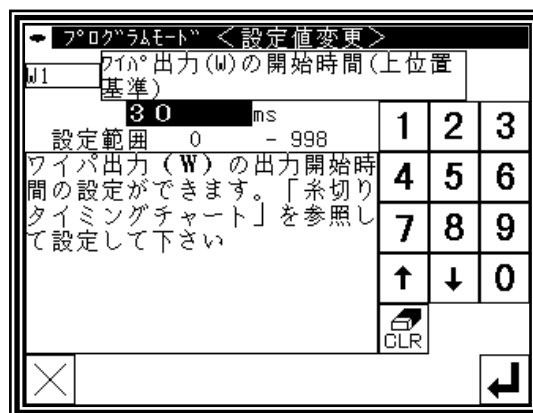 ﾌﾟﾛｸﾞﾗﾑﾓｰﾄﾞ <設定値変更>
W1
ﾜｲﾊﾟ出力(W)の開始時間(上位置
基準)
30 ms
設定範囲 0 - 998
ワイパ出力(W)の出力開始時
間の設定ができます。「糸切り
タイミングチャート」を参照し
て設定して下さい
1 2 3
4 5 6
7 8 9
↑ ↓ 0
CLR